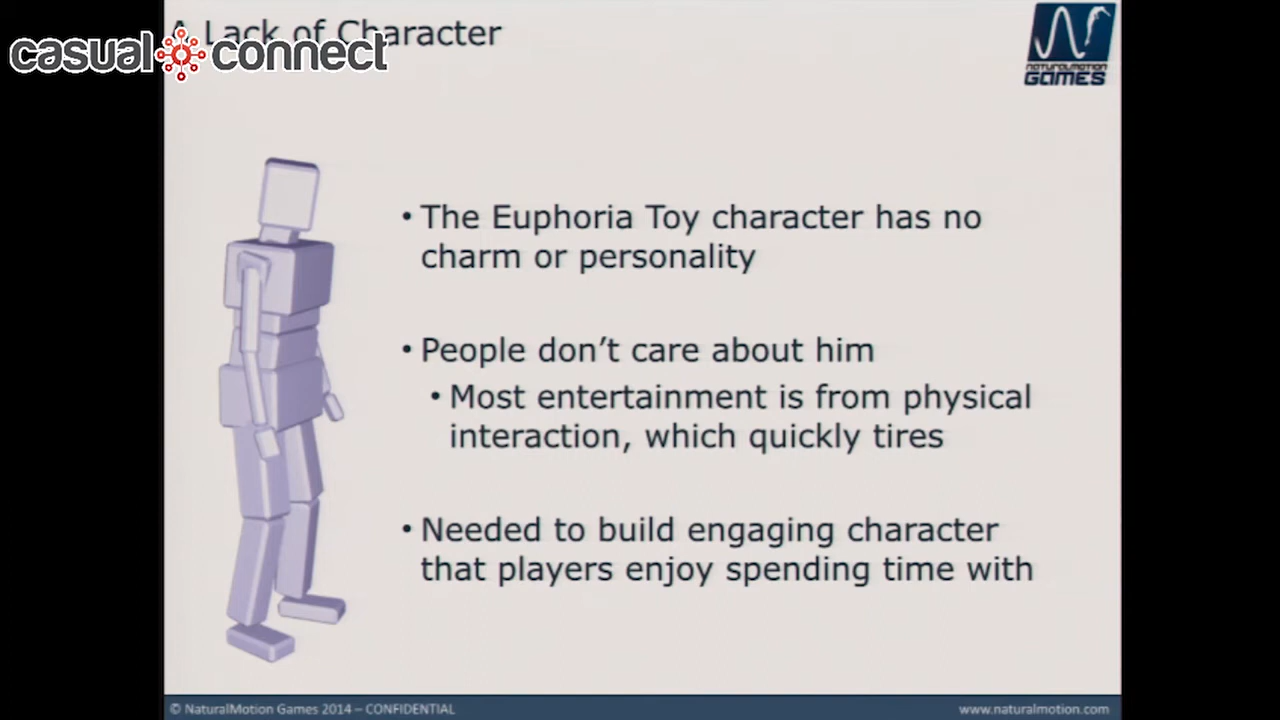 A Lack of Character
casual connect
NATURALMOTION
GAMES
• The Euphoria Toy character has no
charm or personality
• People don’t care about him
• Most entertainment is from physical
interaction, which quickly tires
• Needed to build engaging character
that players enjoy spending time with
© NaturalMotion Games 2014 – CONFIDENTIAL
www.naturalmotion.com